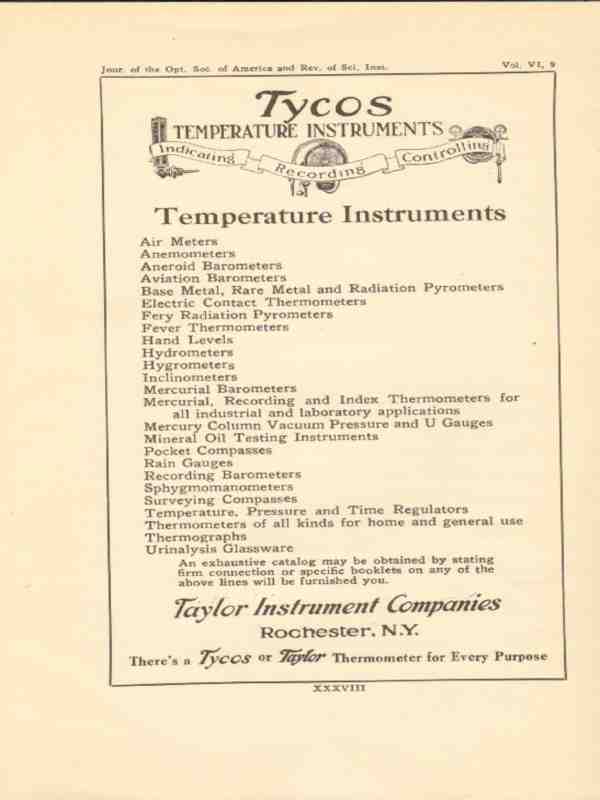 Jour. of the Opt. Soc. of America and Rev. of Sci. Inst. Vol. VI, 9
Tycos
TEMPERATURE INSTRUMENTS
Indicating Recording Controlling
Temperature Instruments
Air Meters
Anemometers
Aneroid Barometers
Aviation Barometers
Base Metal, Rare Metal and Radiation Pyrometers
Electric Contact Thermometers
Fery Radiation Pyrometers
Fever Thermometers
Hand Levels
Hydrometers
Hygrometers
Inclinometers
Mercurial Barometers
Mercurial, Recording and Index Thermometers for
all industrial and laboratory applications
Mercury Column Vacuum Pressure and U Gauges
Mineral Oil Testing Instruments
Pocket Compasses
Rain Gauges
Recording Barometers
Sphygmomanometers
Surveying Compasses
Temperature, Pressure and Time Regulators
Thermometers of all kinds for home and general use
Thermographs
Urinalysis Glassware
An exhaustive catalog may be obtained by stating
firm connection or specific booklets on any of the
above lines will be furnished you.
Taylor Instrument Companies
Rochester, N.Y.
There's a Tycos or Taylor Thermometer for Every Purpose
XXXVIII